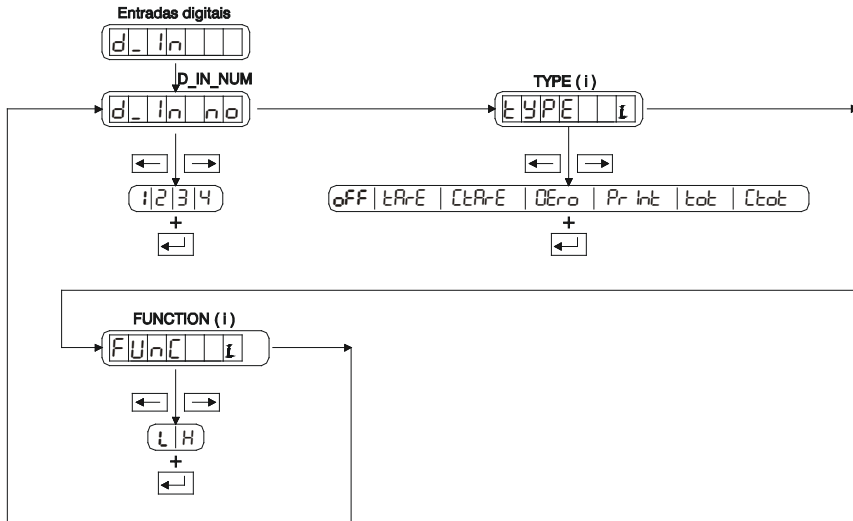 Entradas digitais
d_In
D_IN_NUM
d_In no
TYPE ( i )
tYPE i
1 2 3 4
+
oFF | tArE | CtArE | 0Ero | Pr Int | tot | Ctot
+
FUNCTION ( i )
FUnC i
L H
+